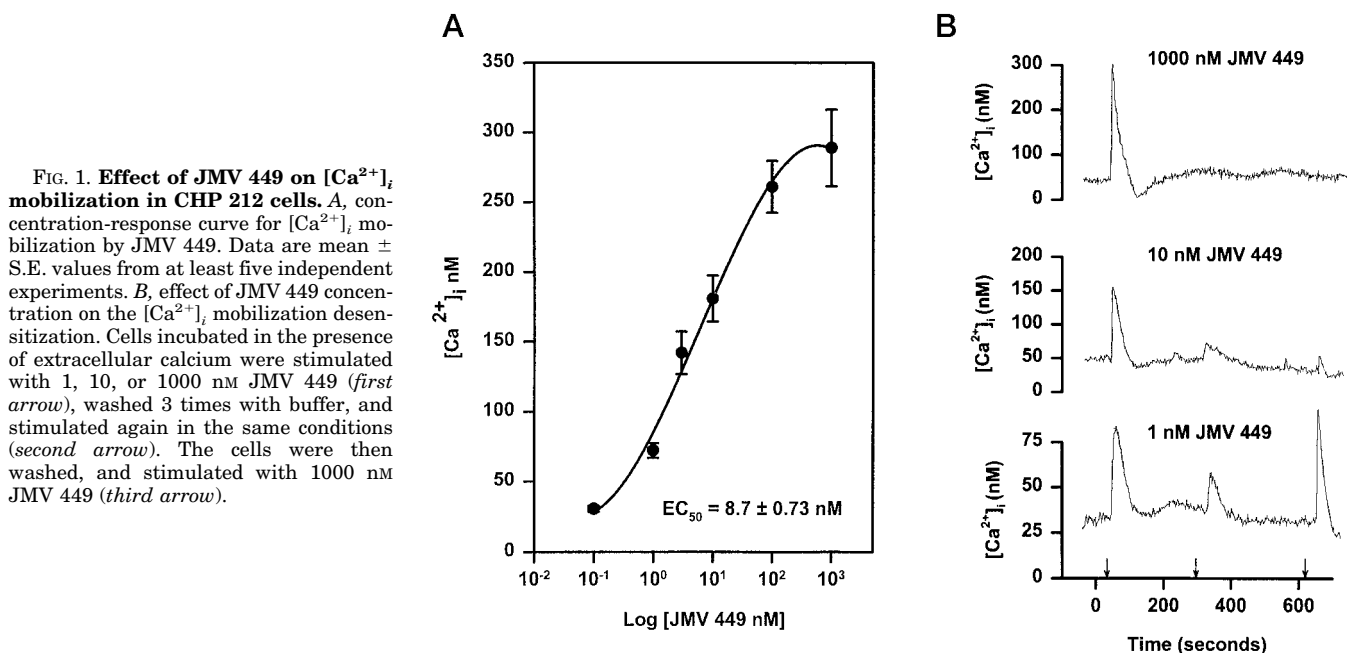 FIG. 1. Effect of JMV 449 on [Ca²⁺]ᵢ
mobilization in CHP 212 cells. A, con-
centration-response curve for [Ca²⁺]ᵢ mo-
bilization by JMV 449. Data are mean ±
S.E. values from at least five independent
experiments. B, effect of JMV 449 concen-
tration on the [Ca²⁺]ᵢ mobilization desen-
sitization. Cells incubated in the presence
of extracellular calcium were stimulated
with 1, 10, or 1000 nM JMV 449 (first
arrow), washed 3 times with buffer, and
stimulated again in the same conditions
(second arrow). The cells were then
washed, and stimulated with 1000 nM
JMV 449 (third arrow).
A
350
300
250
200
150
100
50
0
[Ca ²⁺]ᵢ nM
EC₅₀ = 8.7 ± 0.73 nM
10⁻² 10⁻¹ 10⁰ 10¹ 10² 10³
Log [JMV 449 nM]
B
1000 nM JMV 449
300
200
100
0
[Ca²⁺]ᵢ (nM)
10 nM JMV 449
200
150
100
50
0
[Ca²⁺]ᵢ (nM)
1 nM JMV 449
75
50
25
0
[Ca²⁺]ᵢ (nM)
0 200 400 600
Time (seconds)